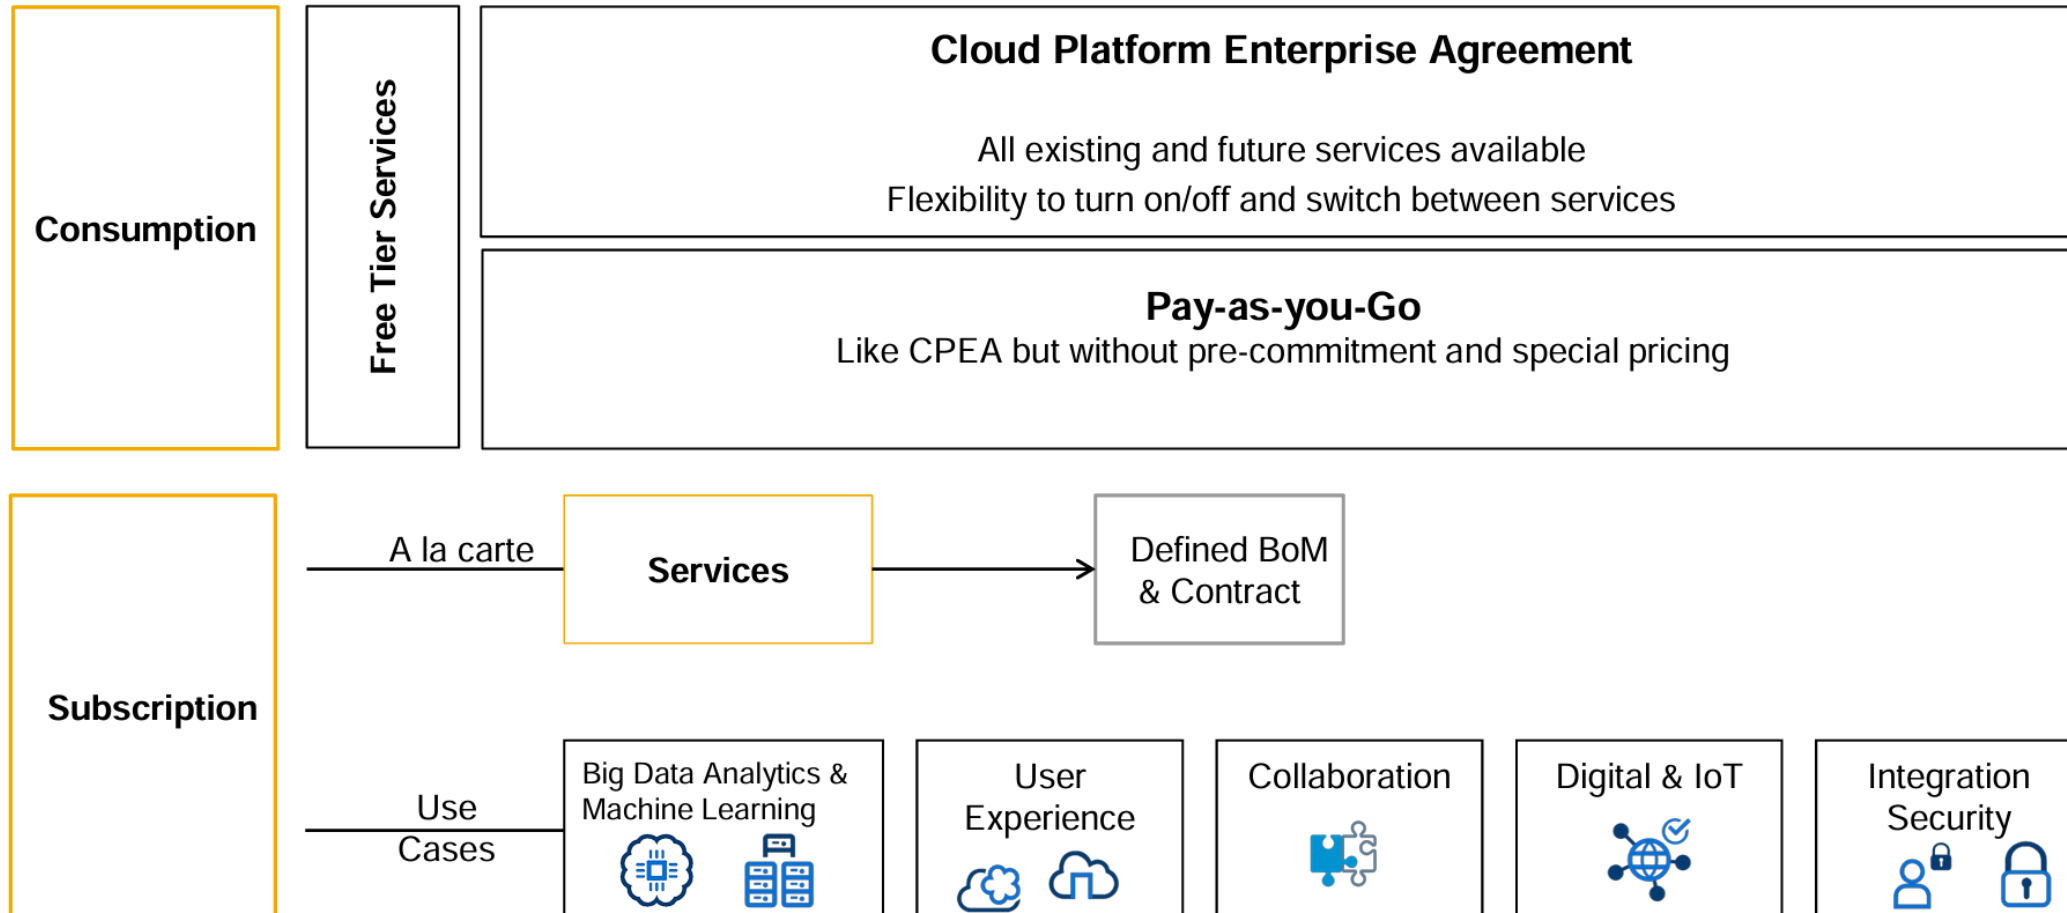 Consumption
Free Tier Services
Cloud Platform Enterprise Agreement
All existing and future services available
Flexibility to turn on/off and switch between services
Pay-as-you-Go
Like CPEA but without pre-commitment and special pricing
Subscription
A la carte
Services
Defined BoM
& Contract
Use
Cases
Big Data Analytics &
Machine Learning
User
Experience
Collaboration
Digital & IoT
Integration
Security